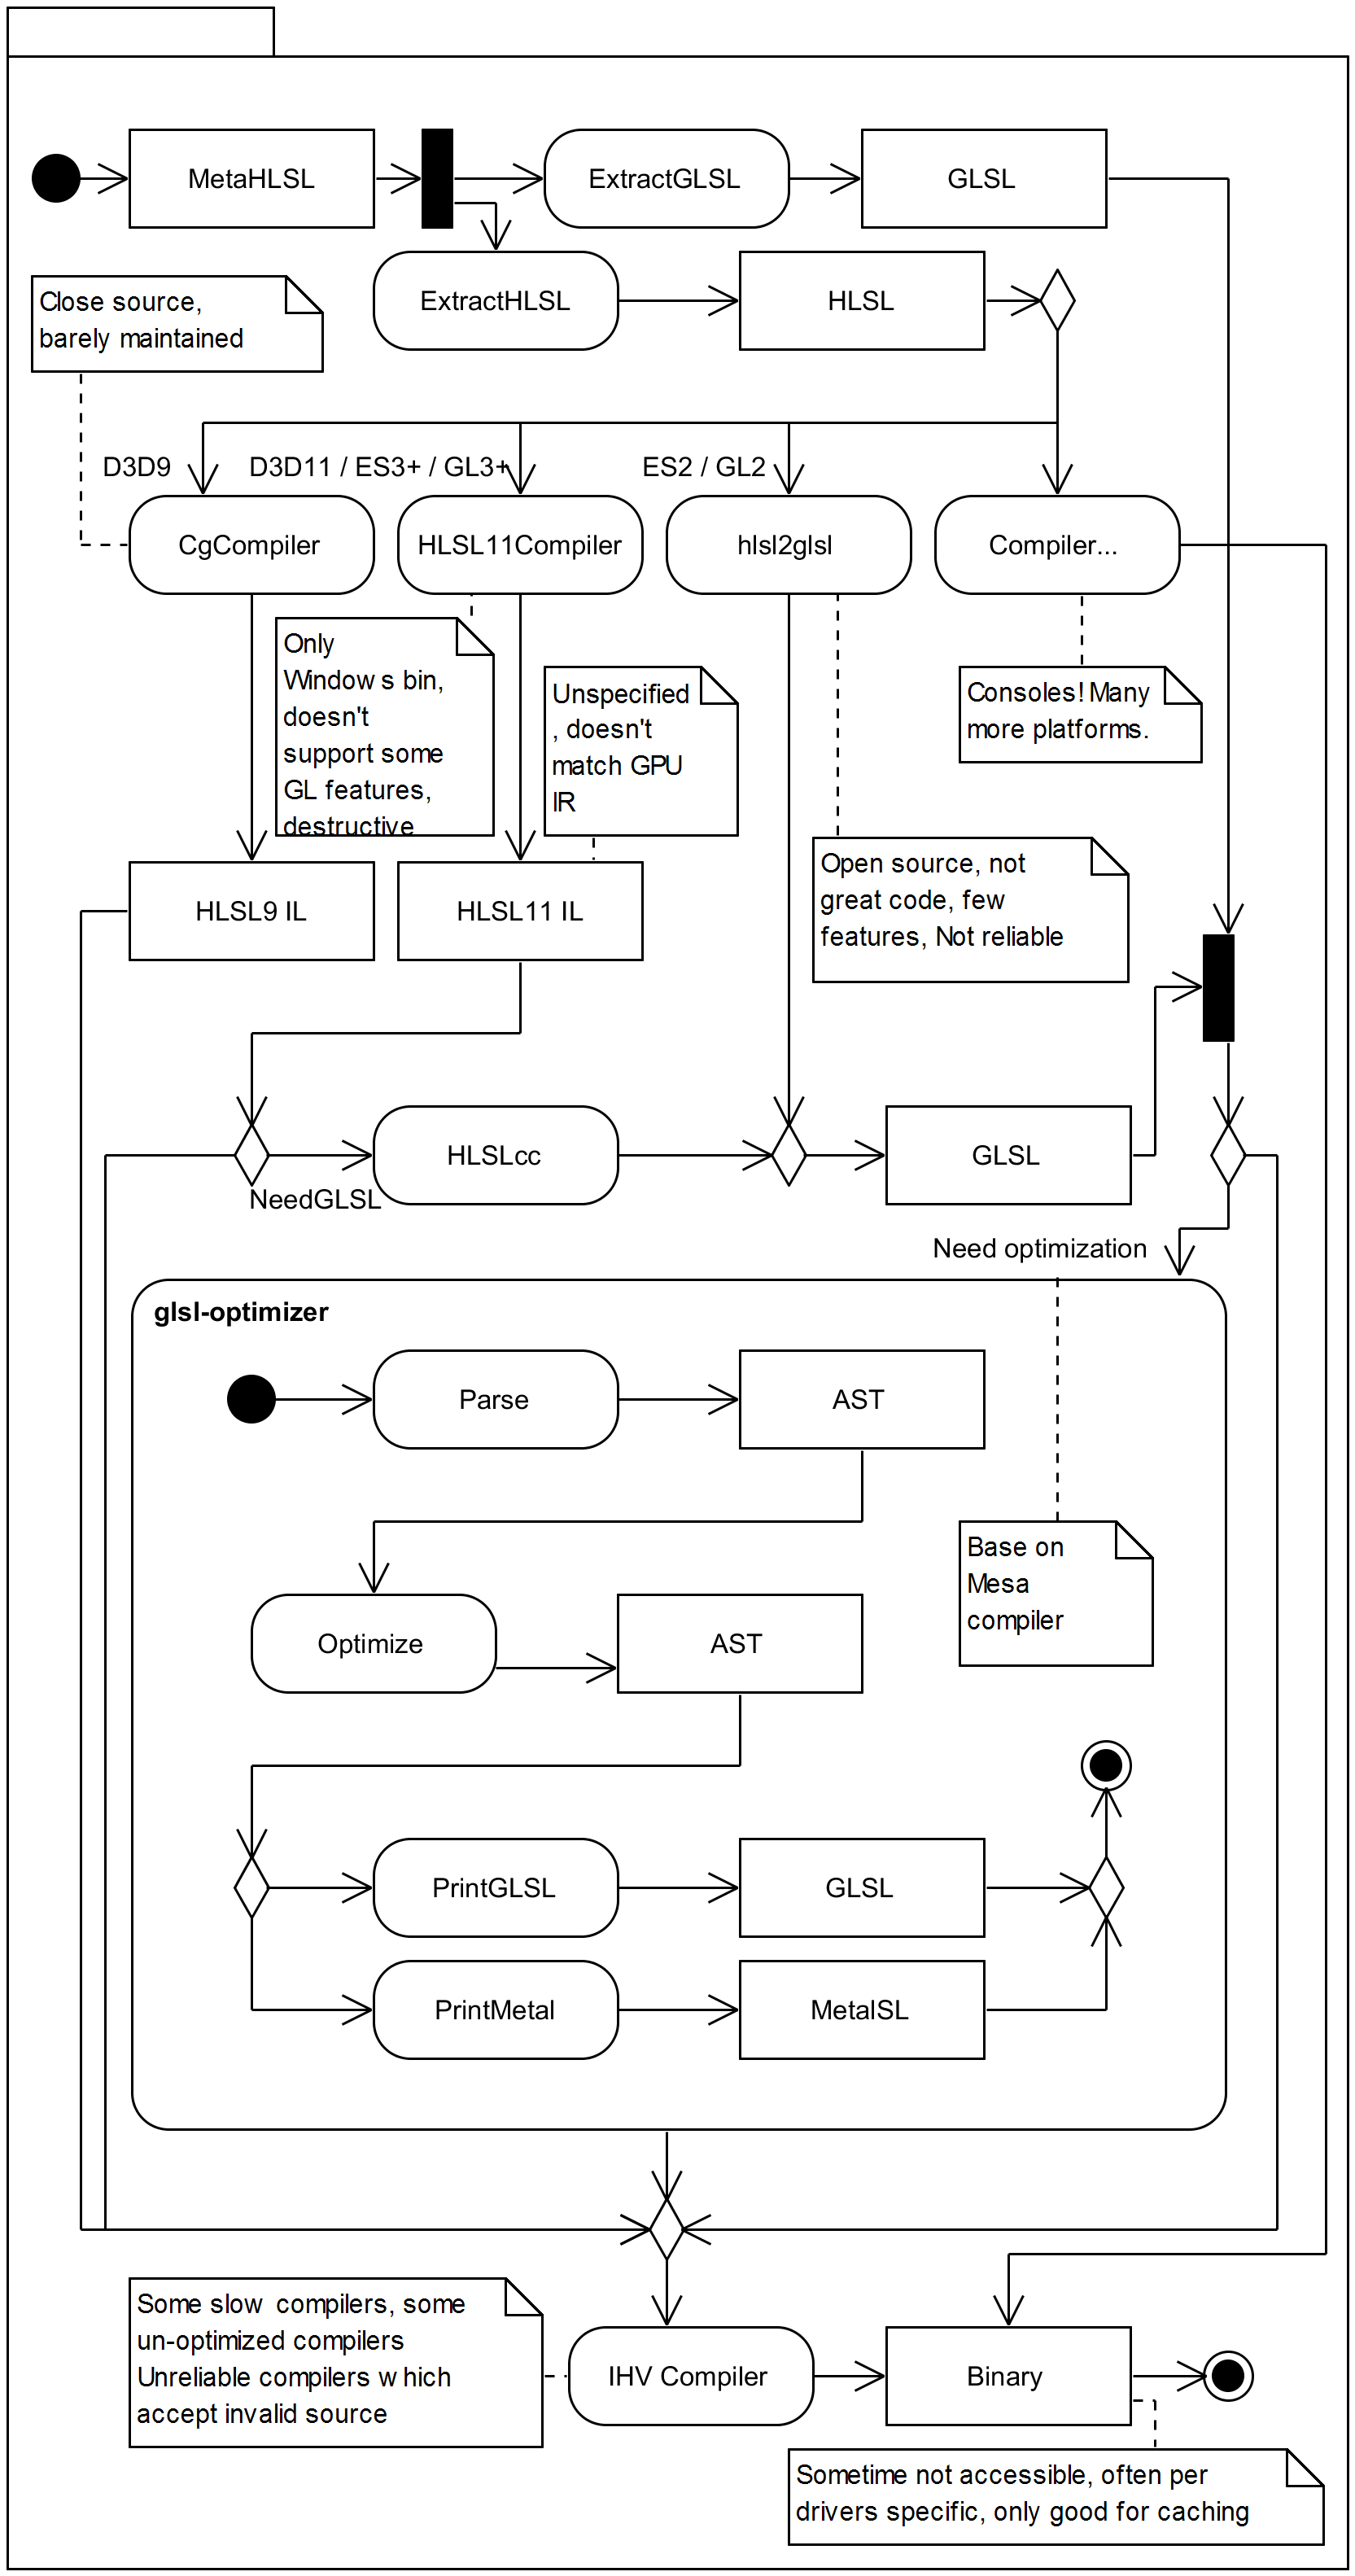 MetaHLSL
ExtractGLSL
GLSL
ExtractHLSL
HLSL
Close source,
barely maintained
D3D9
D3D11 / ES3+ / GL3+
ES2 / GL2
CgCompiler
HLSL11Compiler
hlsl2glsl
Compiler...
Only
Windows bin,
doesn't
support some
GL features,
destructive
Unspecified
, doesn't
match GPU
IR
Consoles! Many
more platforms.
Open source, not
great code, few
features, Not reliable
HLSL9 IL
HLSL11 IL
HLSLcc
GLSL
NeedGLSL
Need optimization
glsl-optimizer
Parse
AST
Base on
Mesa
compiler
Optimize
AST
PrintGLSL
GLSL
PrintMetal
MetalSL
Some slow compilers, some
un-optimized compilers
Unreliable compilers which
accept invalid source
IHV Compiler
Binary
Sometime not accessible, often per
drivers specific, only good for caching